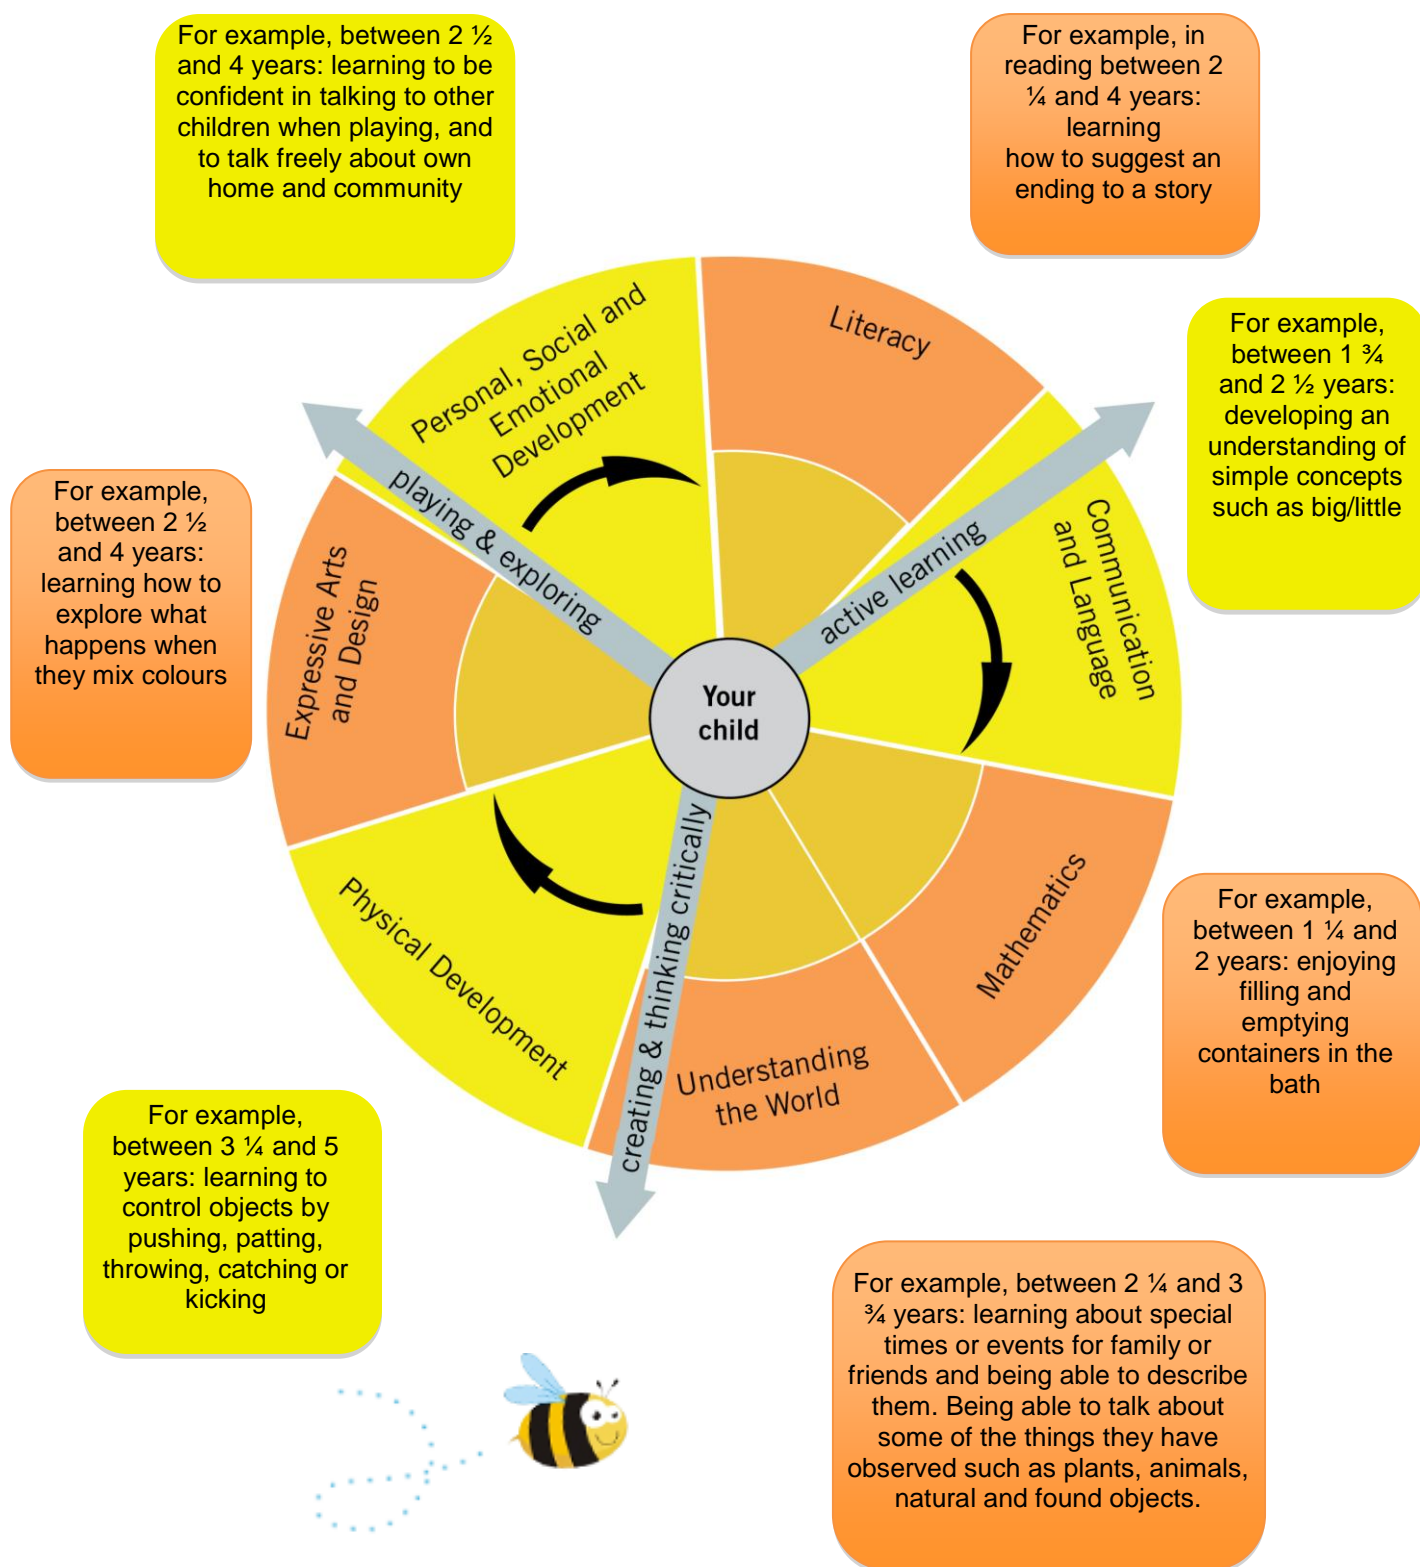 For example, between 2 ½
and 4 years: learning to be
confident in talking to other
children when playing, and
to talk freely about own
home and community
For example, in
reading between 2
¼ and 4 years:
learning
how to suggest an
ending to a story
For example,
between 1 ¾
and 2 ½ years:
developing an
understanding of
simple concepts
such as big/little
Personal, Social and
Emotional
Development
Literacy
playing & exploring
active learning
Communication
and Language
For example,
between 2 ½
and 4 years:
learning how to
explore what
happens when
they mix colours
Expressive Arts
and Design
Your
child
creating & thinking critically
Physical Development
Mathematics
Understanding
the World
For example,
between 1 ¼ and
2 years: enjoying
filling and
emptying
containers in the
bath
For example,
between 3 ¼ and 5
years: learning to
control objects by
pushing, patting,
throwing, catching or
kicking
For example, between 2 ¼ and 3
¾ years: learning about special
times or events for family or
friends and being able to describe
them. Being able to talk about
some of the things they have
observed such as plants, animals,
natural and found objects.